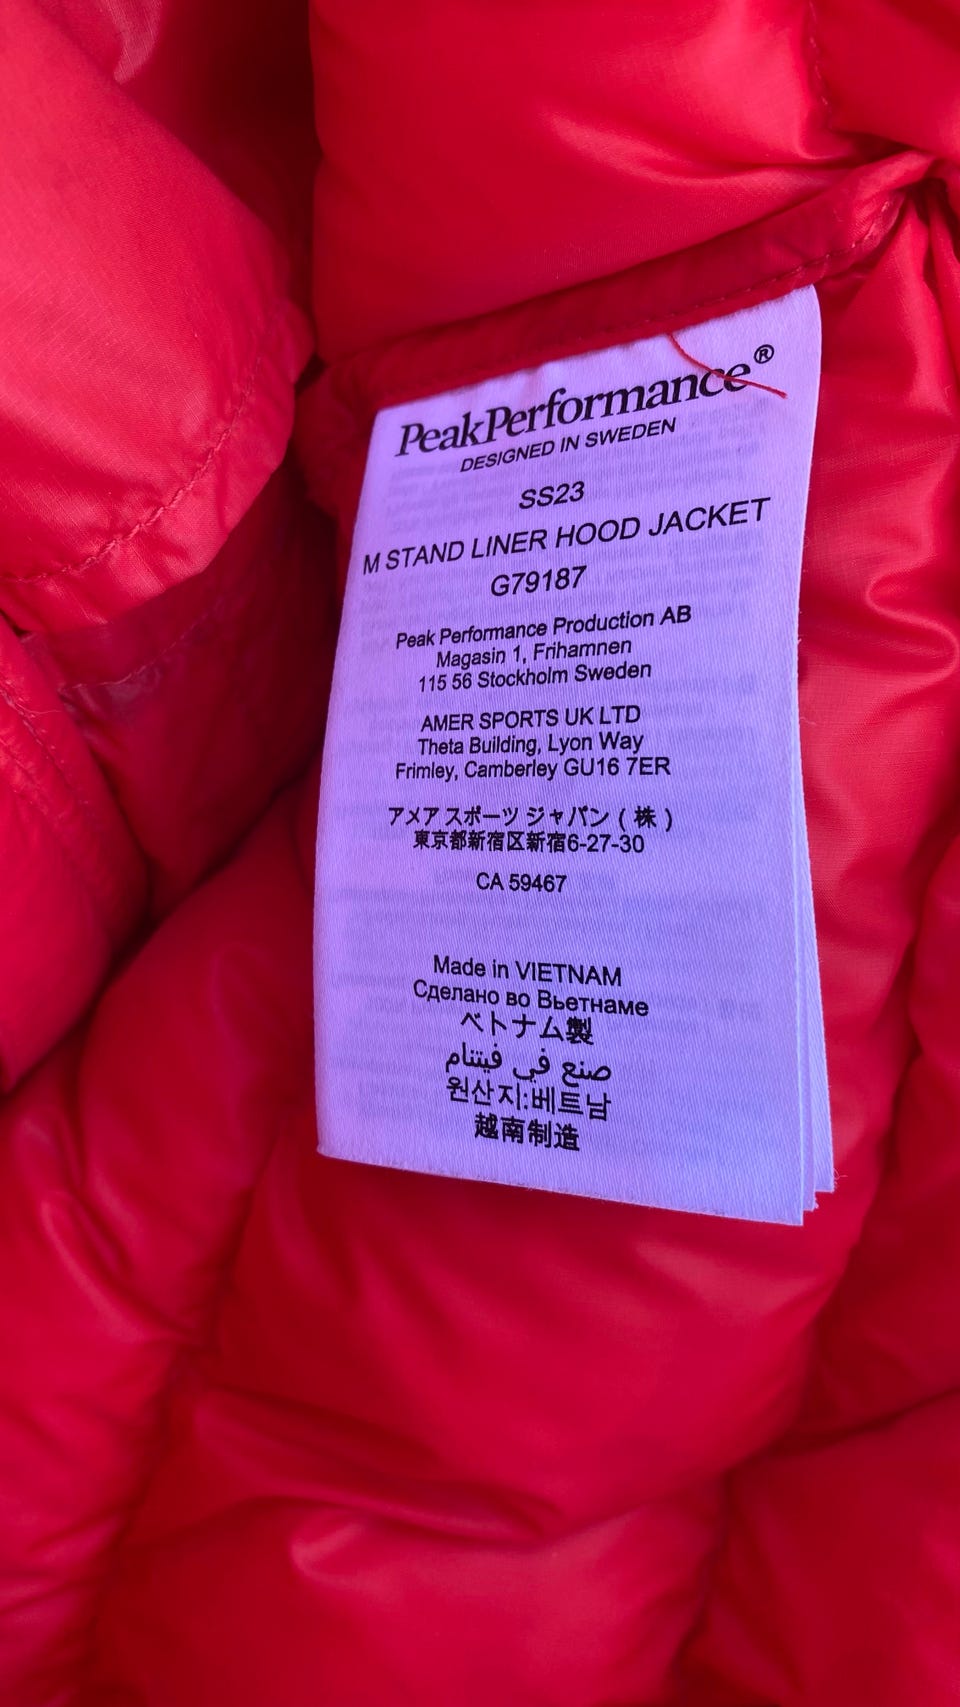 PeakPerformance®
DESIGNED IN SWEDEN
SS23
M STAND LINER HOOD JACKET
G79187
Peak Performance Production AB
Magasin 1, Frihamnen
115 56 Stockholm Sweden
AMER SPORTS UK LTD
Theta Building, Lyon Way
Frimley, Camberley GU16 7ER
アメア スポーツ ジャパン ( 株 )
東京都新宿区新宿6-27-30
CA 59467
Made in VIETNAM
Сделано во Вьетнаме
ベトナム製
صنع في فيتنام
원산지:베트남
越南制造